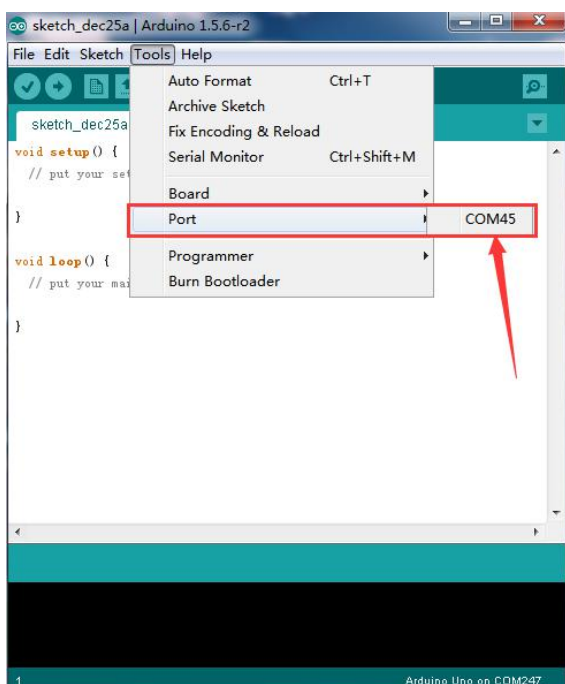 sketch_dec25a | Arduino 1.5.6-r2
File Edit Sketch Tools Help
Auto Format Ctrl+T
Archive Sketch
Fix Encoding & Reload
Serial Monitor Ctrl+Shift+M
Board
Port COM45
Programmer
Burn Bootloader
sketch_dec25a
void setup() {
// put your set
}
void loop() {
// put your mai
}
1 Arduino Uno on COM247